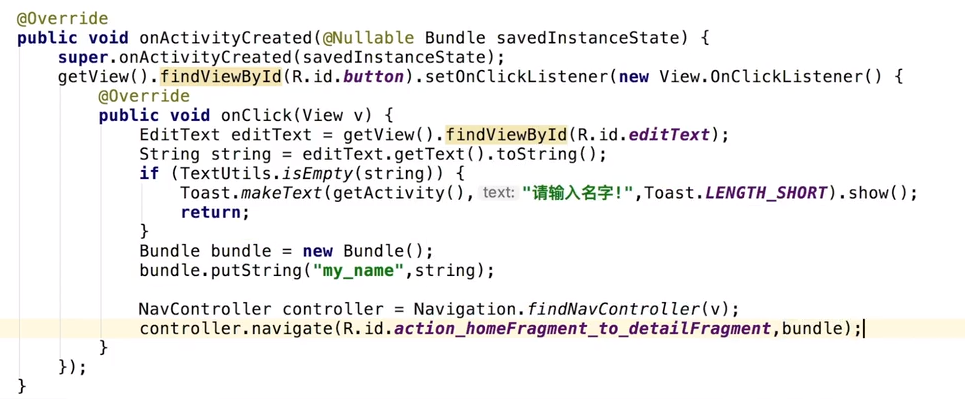 @Override
public void onActivityCreated(@Nullable Bundle savedInstanceState) {
    super.onActivityCreated(savedInstanceState);
    getView().findViewById(R.id.button).setOnClickListener(new View.OnClickListener() {
        @Override
        public void onClick(View v) {
            EditText editText = getView().findViewById(R.id.editText);
            String string = editText.getText().toString();
            if (TextUtils.isEmpty(string)) {
                Toast.makeText(getActivity(), text: "请输入名字!",Toast.LENGTH_SHORT).show();
                return;
            }
            Bundle bundle = new Bundle();
            bundle.putString("my_name",string);

            NavController controller = Navigation.findNavController(v);
            controller.navigate(R.id.action_homeFragment_to_detailFragment,bundle);
        }
    });
}